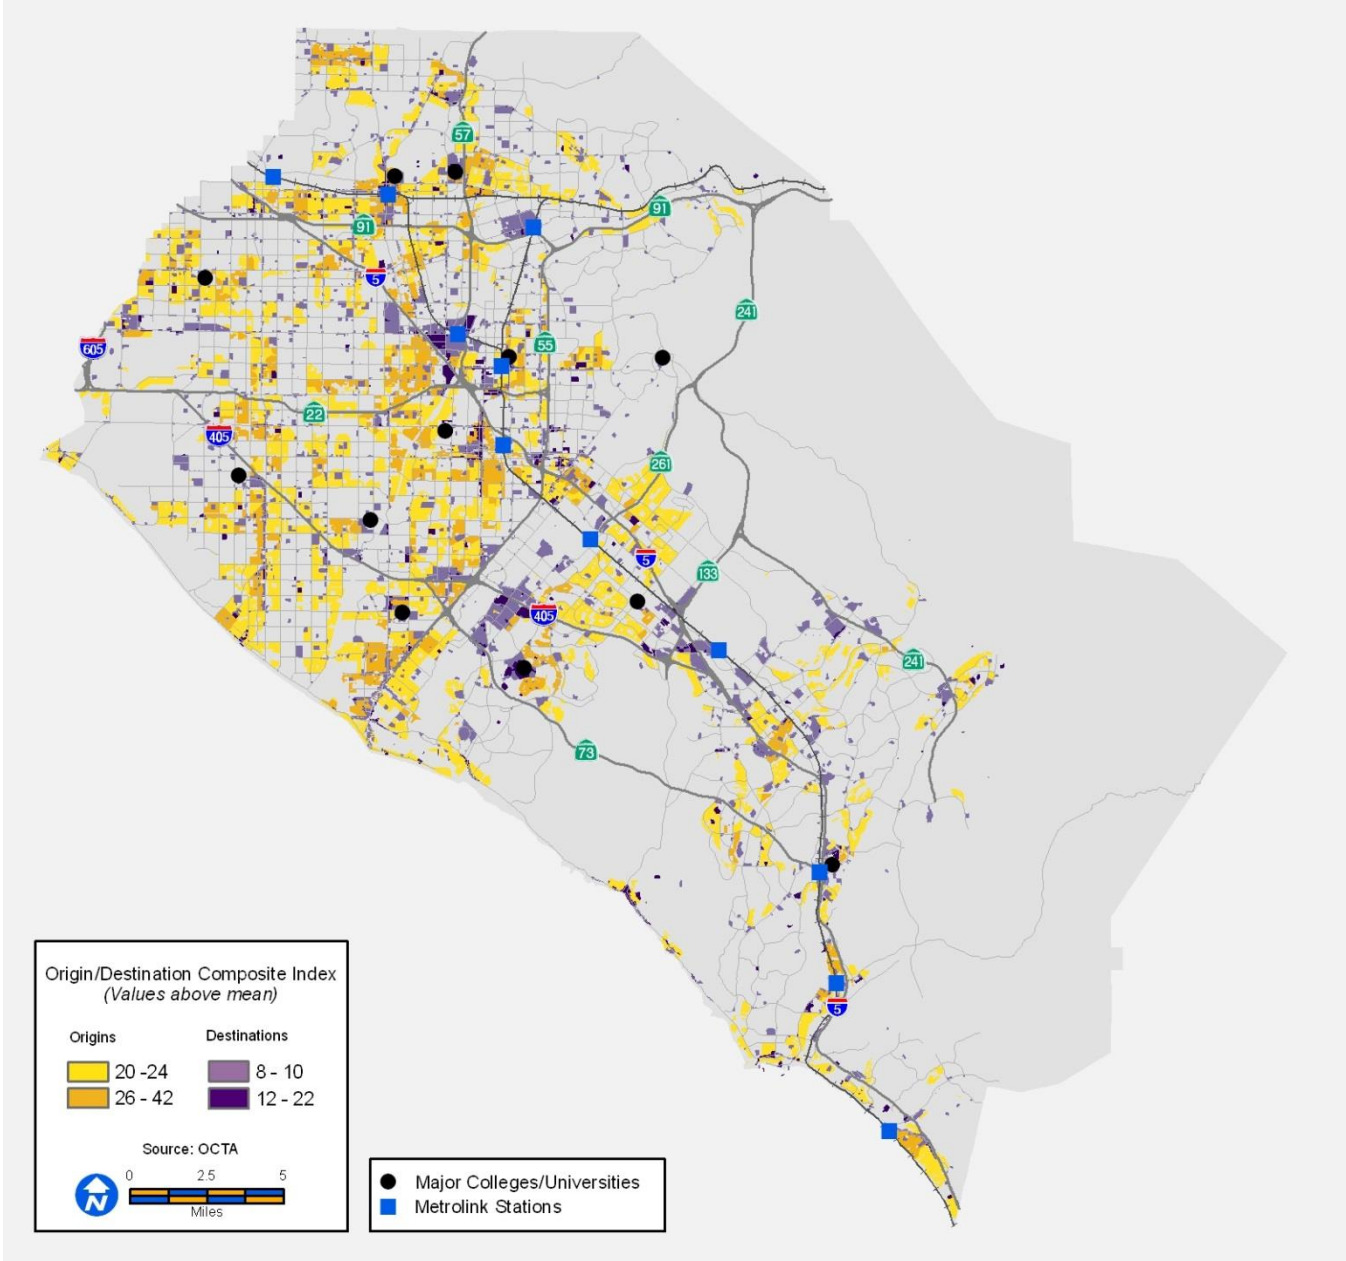 57
91
91
5
241
605
55
22
405
261
5
133
405
241
73
5
Origin/Destination Composite Index
(Values above mean)
Origins
Destinations
20 -24
8 - 10
26 - 42
12 - 22
Source: OCTA
0 2.5 5
Miles
N
Major Colleges/Universities
Metrolink Stations